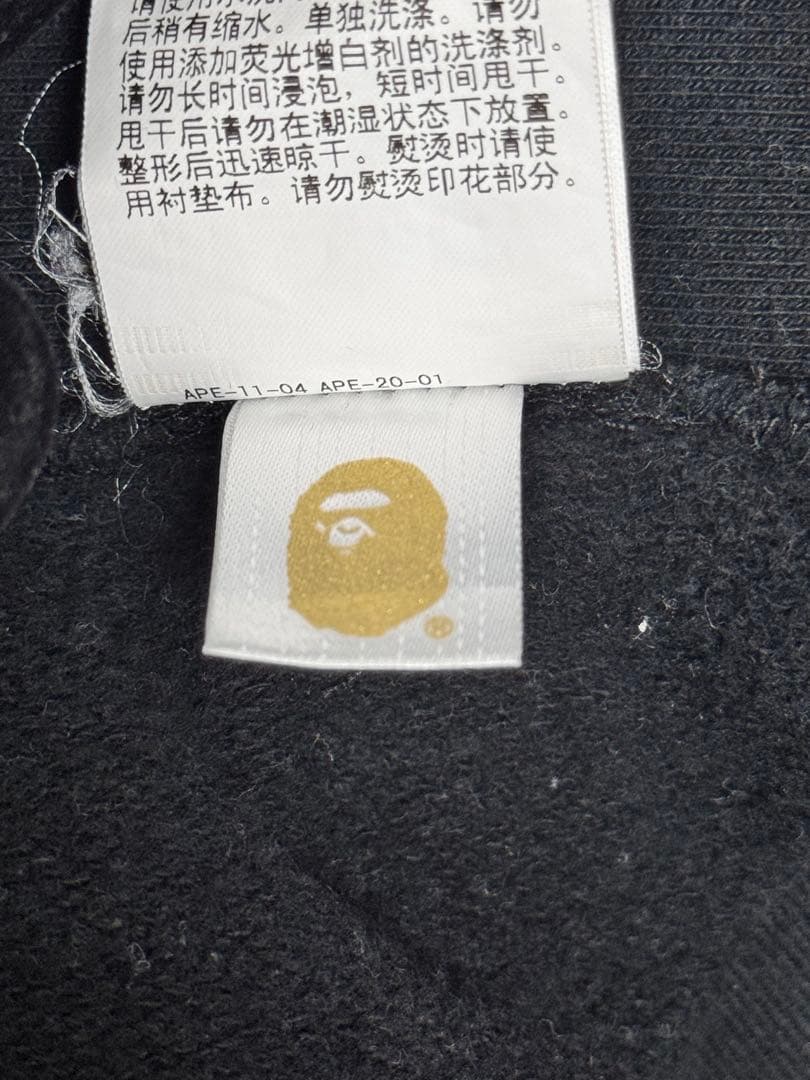 后稍有缩水。单独洗涤。请勿
使用添加荧光增白剂的洗涤剂。
请勿长时间浸泡，短时间甩干。
甩干后请勿在潮湿状态下放置。
整形后迅速晾干。熨烫时请使
用衬垫布。请勿熨烫印花部分。
APE-11-04 APE-20-01